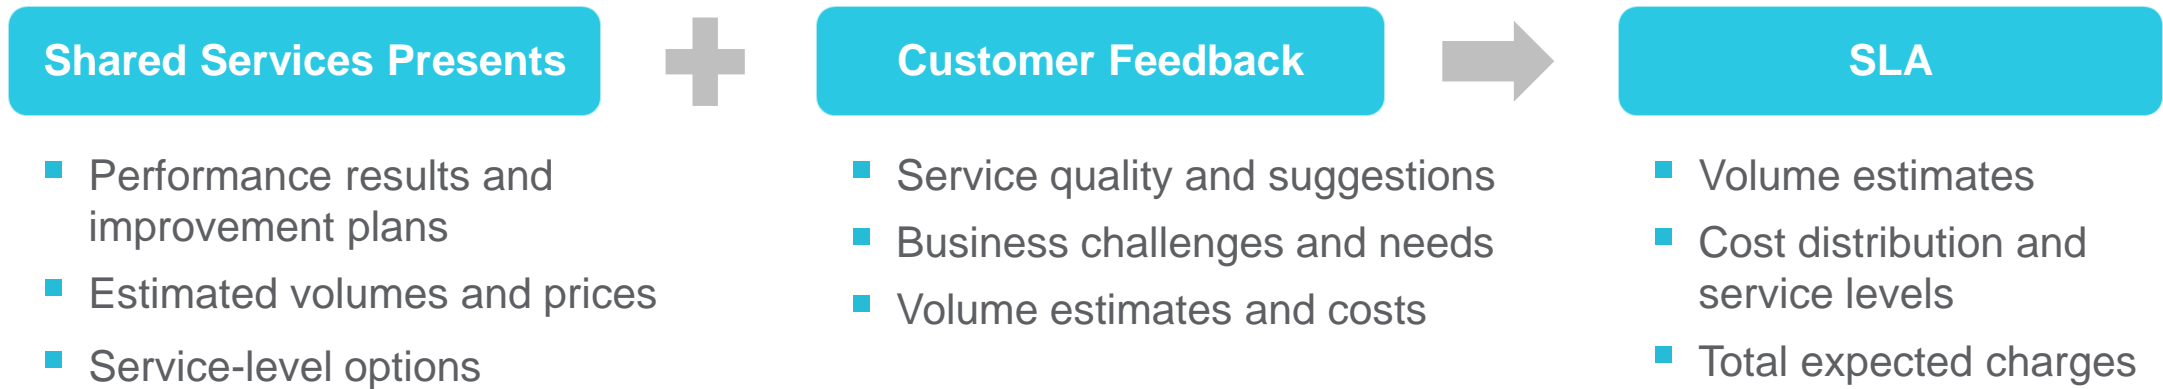 Shared Services Presents
Performance results and
improvement plans
Estimated volumes and prices
Service-level options
Customer Feedback
Service quality and suggestions
Business challenges and needs
Volume estimates and costs
SLA
Volume estimates
Cost distribution and
service levels
Total expected charges